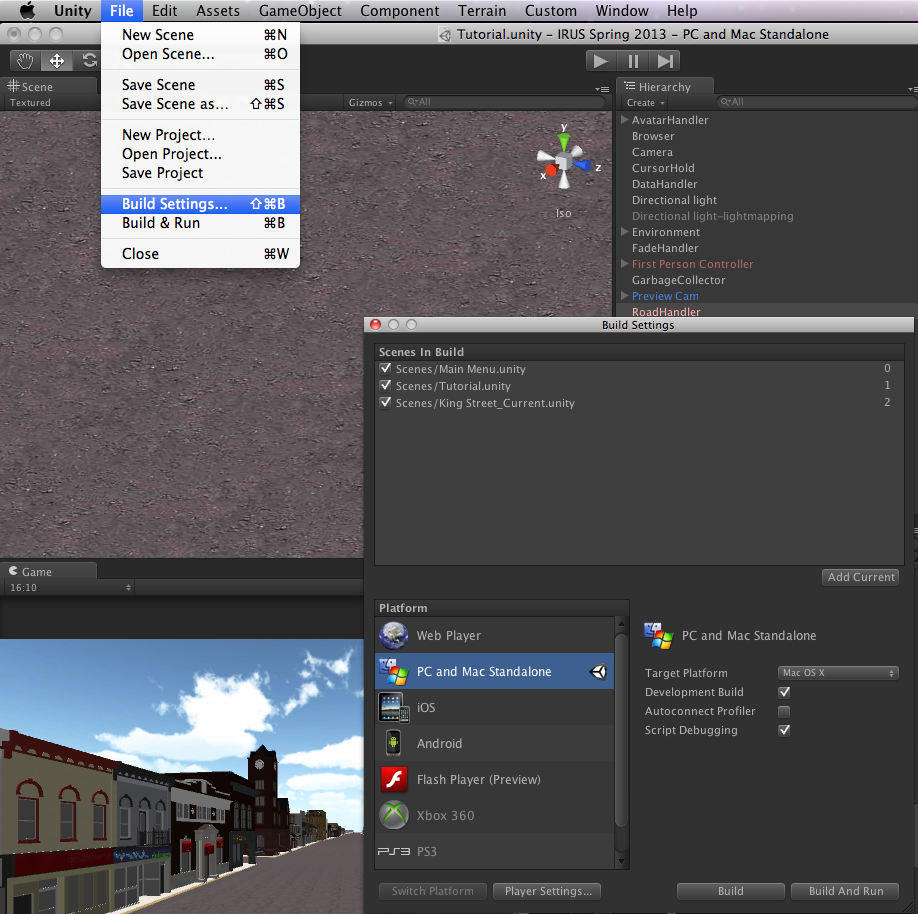 Unity File Edit Assets GameObject Component Terrain Custom Window Help
Tutorial.unity - IRUS Spring 2013 - PC and Mac Standalone
New Scene ⌘N
Open Scene... ⌘O
Save Scene ⌘S
Save Scene as... ⇧⌘S
New Project...
Open Project...
Save Project
Build Settings... ⇧⌘B
Build & Run ⌘B
Close ⌘W
Scene
Textured
Gizmos
All
y
x
z
Iso
Hierarchy
Create
All
AvatarHandler
Browser
Camera
CursorHold
DataHandler
Directional light
Directional light-lightmapping
Environment
FadeHandler
First Person Controller
GarbageCollector
Preview Cam
RoadHandler
Game
16:10
Build Settings
Scenes In Build
Scenes/Main Menu.unity 0
Scenes/Tutorial.unity 1
Scenes/King Street_Current.unity 2
Add Current
Platform
Web Player
PC and Mac Standalone
iOS
Android
Flash Player (Preview)
Xbox 360
PS3 PS3
PC and Mac Standalone
Target Platform Mac OS X
Development Build
Autoconnect Profiler
Script Debugging
Switch Platform Player Settings... Build Build And Run